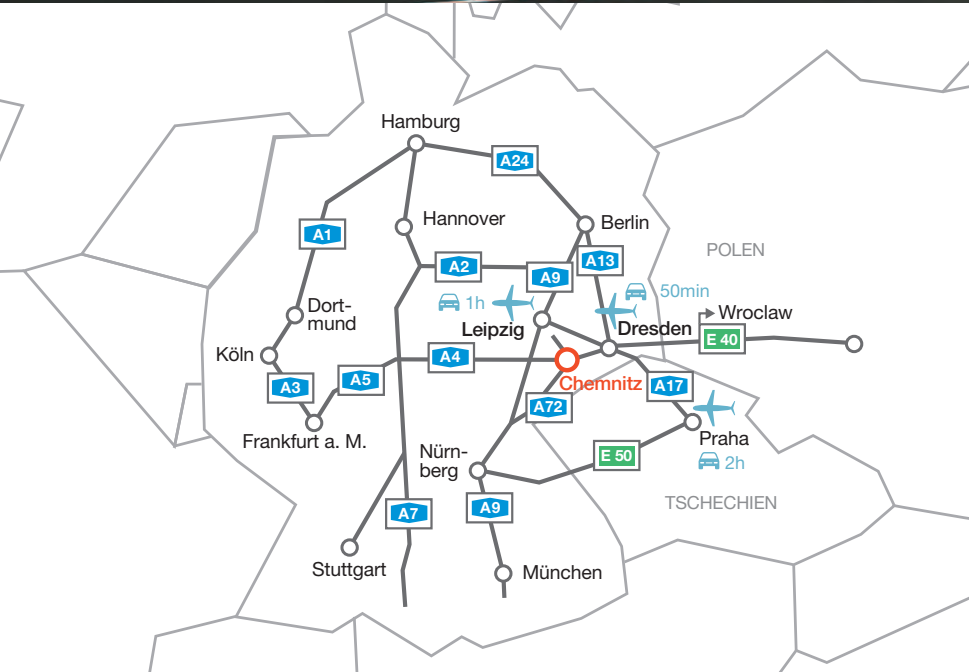 Hamburg
A24
Hannover
Berlin
A1
A13
POLEN
A2
A9
50min
1h
Dort-
mund
Leipzig
Dresden
Wroclaw
E 40
Köln
A4
A3
A5
Chemnitz
A17
A72
Frankfurt a. M.
Praha
Nürn-
berg
E 50
2h
TSCHECHIEN
A7
A9
Stuttgart
München